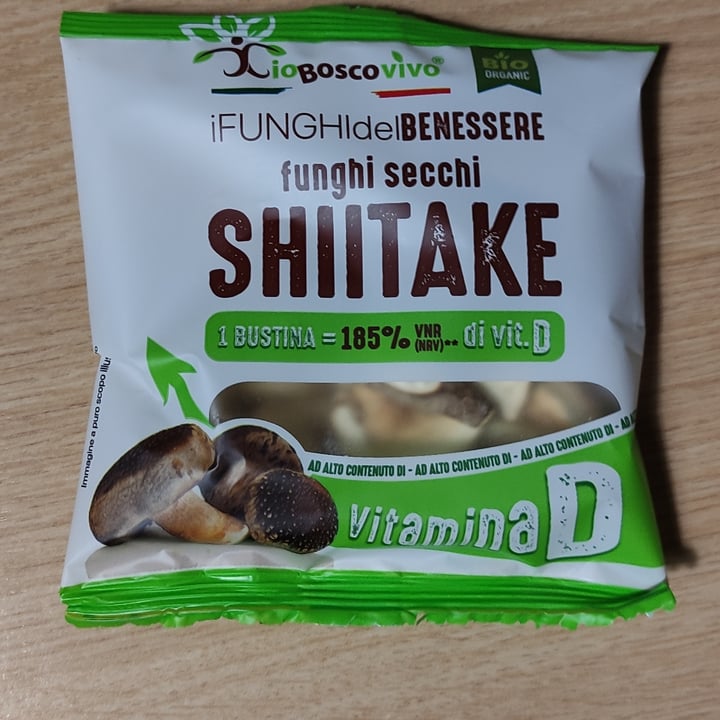 ioBoscovivo®
BIO
ORGANIC
iFUNGHIdelBENESSERE
funghi secchi
SHIITAKE
1 BUSTINA = 185% VNR (NRV)** di vit. D
AD ALTO CONTENUTO DI - AD ALTO CONTENUTO DI - AD ALTO CONTENUTO DI - AD
Vitamina D
Immagine a puro scopo illu